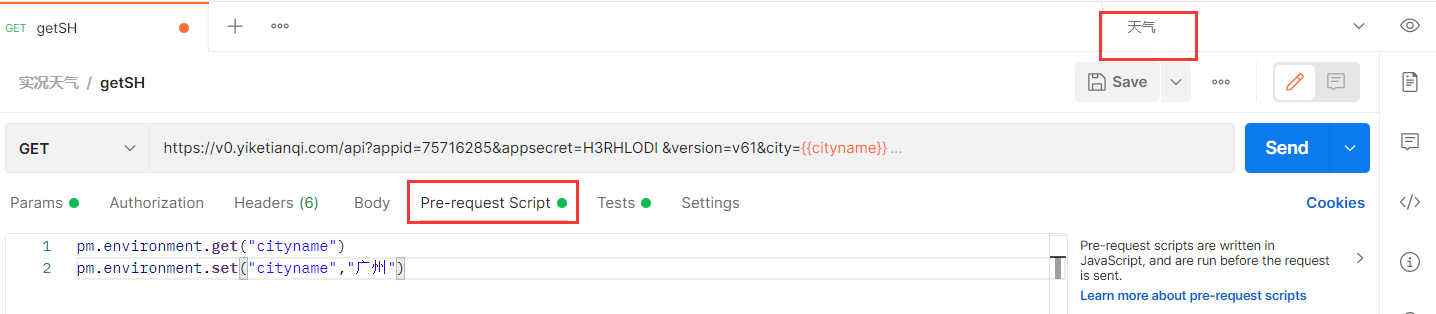 GET getSH
天气
实况天气 / getSH
Save
GET
https://v0.yiketianqi.com/api?appid=75716285&appsecret=H3RHLODI &version=v61&city={{cityname}} ...
Send
Params Authorization Headers (6) Body Pre-request Script Tests Settings Cookies
1 pm.environment.get("cityname")
2 pm.environment.set("cityname","广州")
Pre-request scripts are written in
JavaScript, and are run before the request
is sent.
Learn more about pre-request scripts